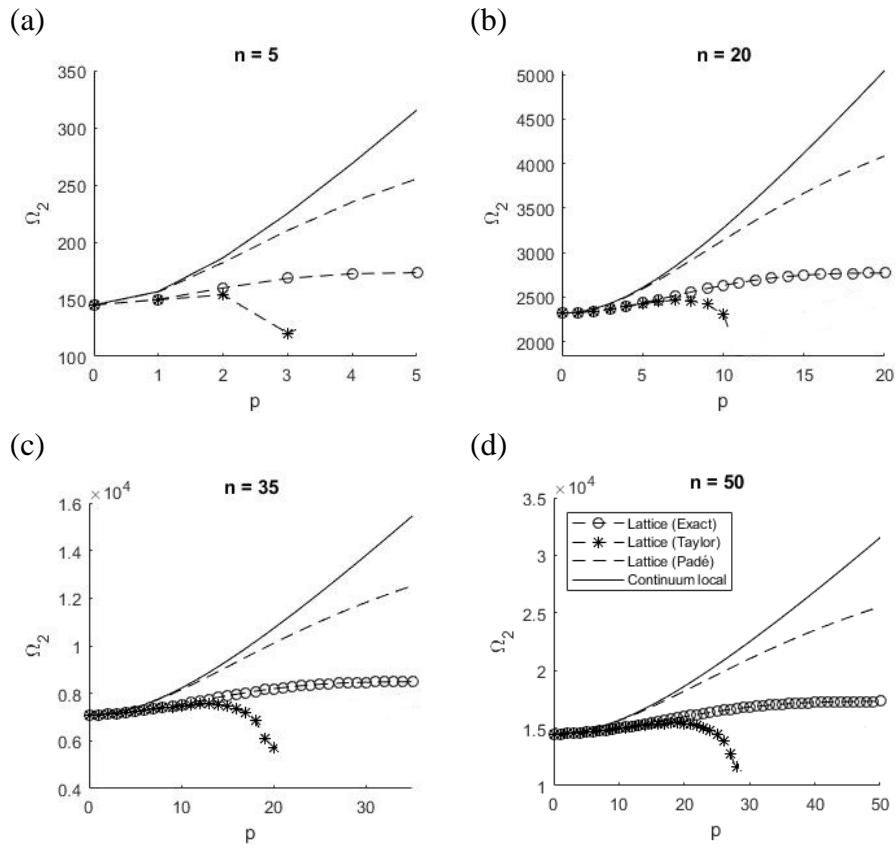 (a)
n = 5
350
300
250
200
150
100
Ω₂
0 1 2 3 4 5
p
(b)
n = 20
5000
4500
4000
3500
3000
2500
2000
Ω₂
0 5 10 15 20
p
(c)
× 10⁴
n = 35
1.6
1.4
1.2
1
0.8
0.6
0.4
Ω₂
0 10 20 30
p
(d)
× 10⁴
n = 50
3.5
3
2.5
2
1.5
1
Ω₂
Lattice (Exact)
Lattice (Taylor)
Lattice (Padé)
Continuum local
0 10 20 30 40 50
p